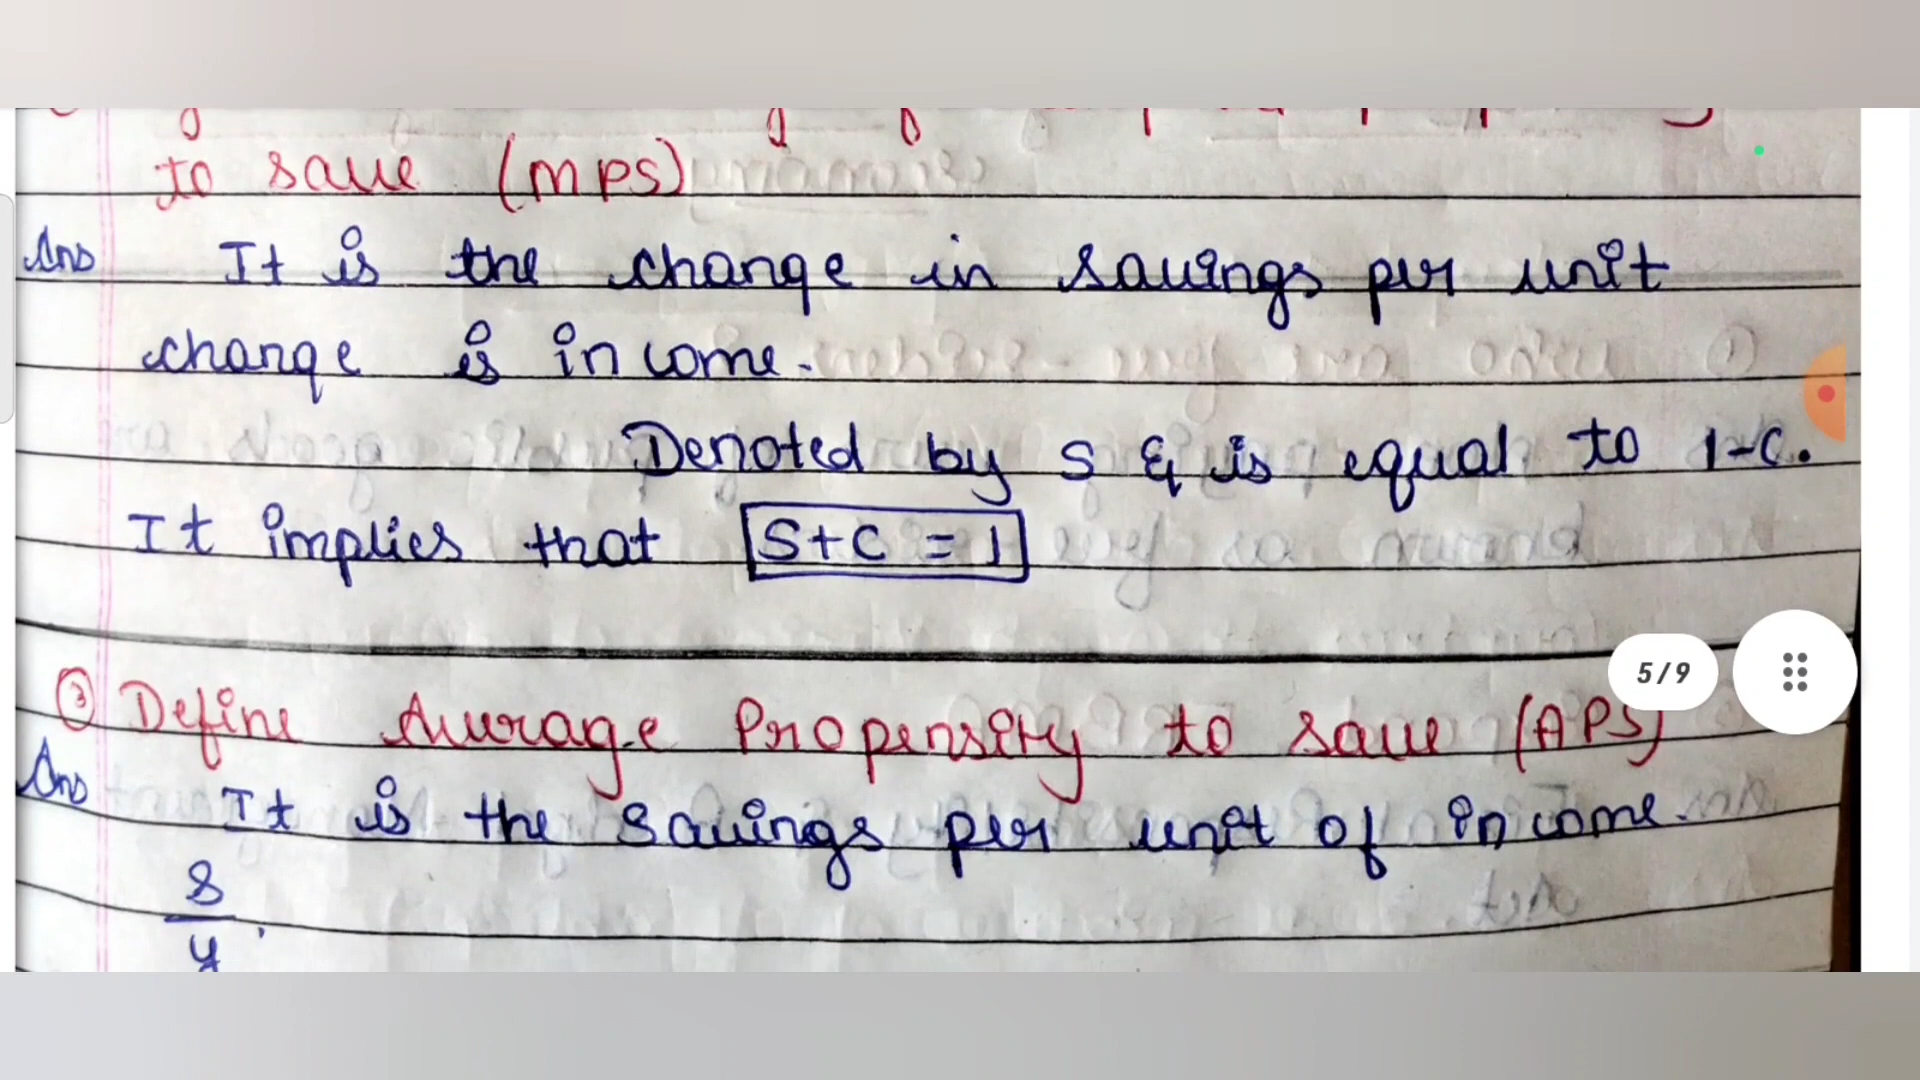 to save (MPS)
Ans It is the change in savings per unit
change is income.
Denoted by s & is equal to 1-c.
It implies that S+C = 1
5/9
③ Define Average Propensity to save (APS)
Ans It is the savings per unit of income.
S
y